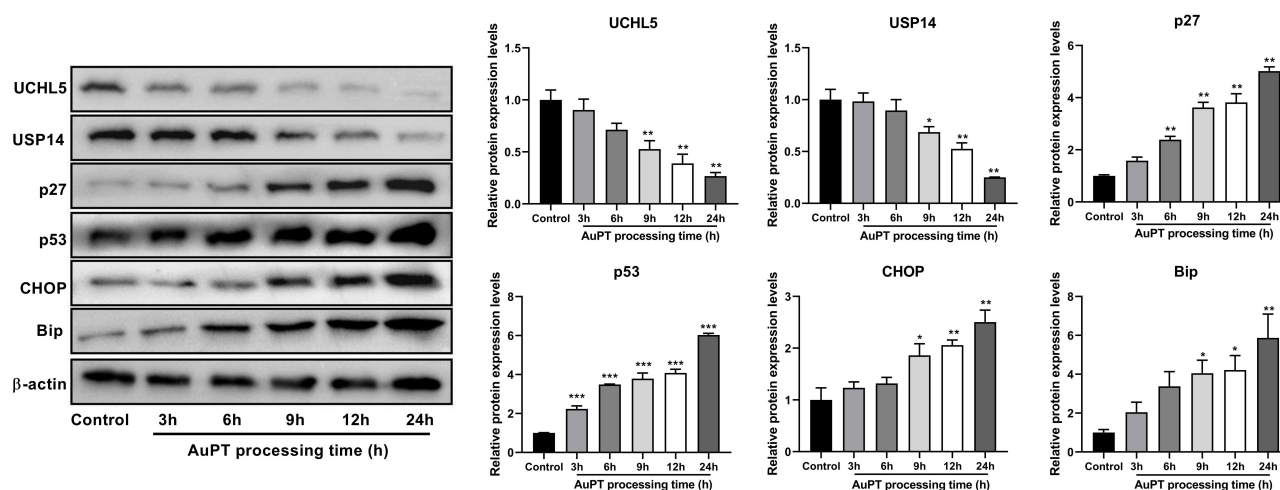 UCHL5
USP14
p27
p53
CHOP
Bip
β-actin
Control 3h 6h 9h 12h 24h
AuPT processing time (h)
UCHL5
Relative protein expression levels
1.5
1.0
0.5
0.0
** ** **
Control 3h 6h 9h 12h 24h
AuPT processing time (h)
USP14
Relative protein expression levels
1.5
1.0
0.5
0.0
* ** **
Control 3h 6h 9h 12h 24h
AuPT processing time (h)
p27
Relative protein expression levels
6
4
2
0
** ** ** **
Control 3h 6h 9h 12h 24h
AuPT processing time (h)
p53
Relative protein expression levels
8
6
4
2
0
*** *** *** *** ***
Control 3h 6h 9h 12h 24h
AuPT processing time (h)
CHOP
Relative protein expression levels
3
2
1
0
* ** **
Control 3h 6h 9h 12h 24h
AuPT processing time (h)
Bip
Relative protein expression levels
8
6
4
2
0
* * **
Control 3h 6h 9h 12h 24h
AuPT processing time (h)